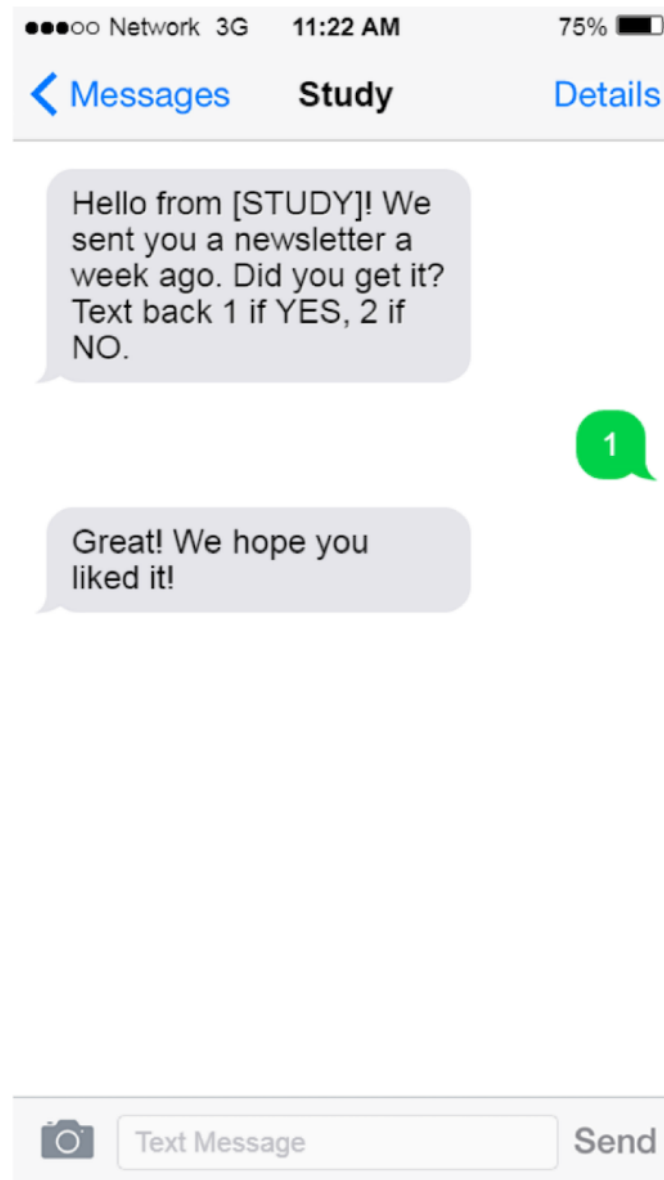 ●●●○○ Network 3G 11:22 AM 75%
Messages Study Details
Hello from [STUDY]! We
sent you a newsletter a
week ago. Did you get it?
Text back 1 if YES, 2 if
NO.
1
Great! We hope you
liked it!
Text Message Send